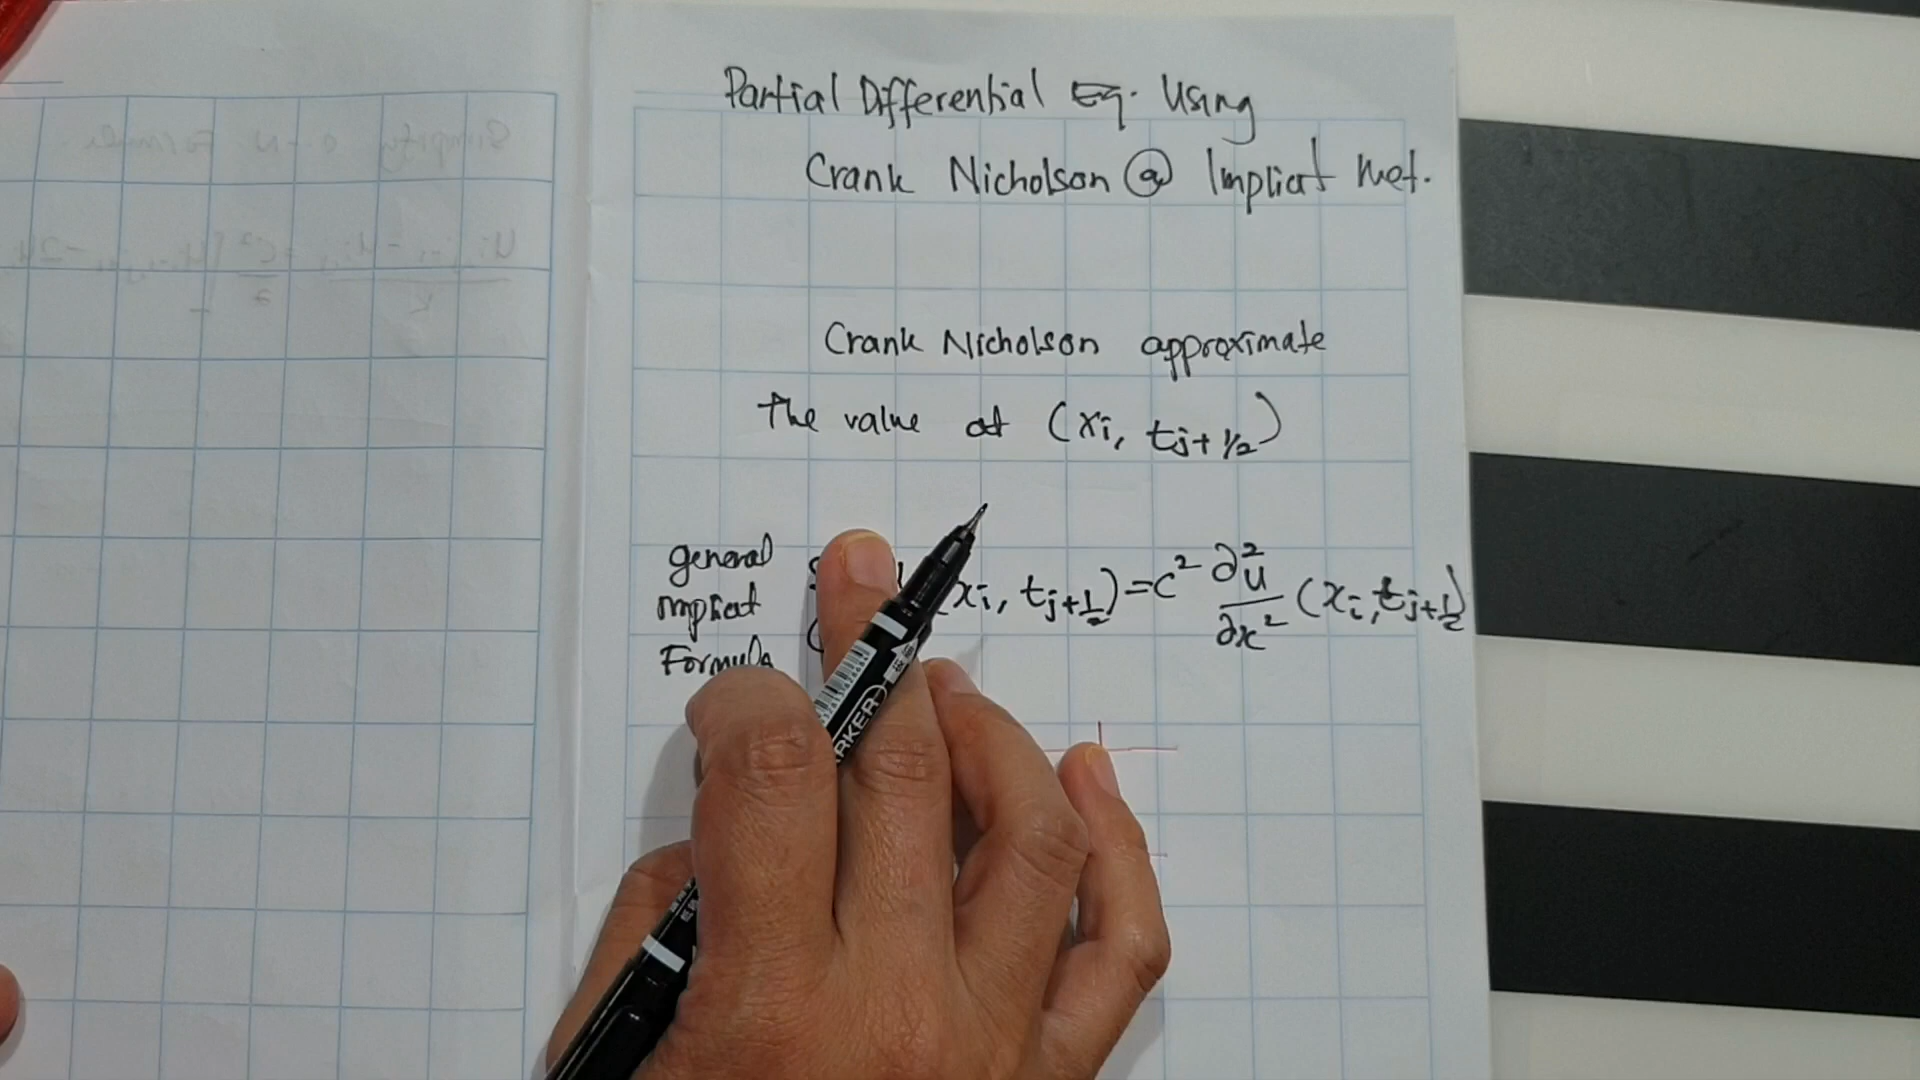 Partial Differential Eq. Using
Crank Nicholson @ Implicit Met.
Crank Nicholson approximate
the value at (xi, tj+1/2)
general
implicit
Formula
(xi, tj+1/2) = c² ∂²u/∂x² (xi, tj+1/2)